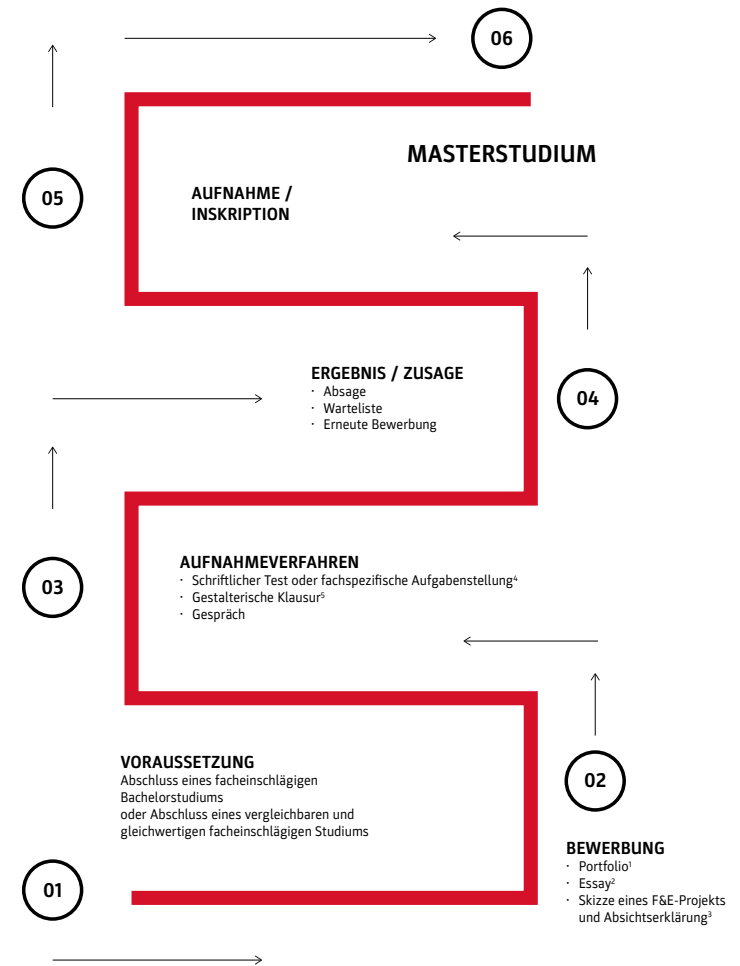 06
MASTERSTUDIUM
05
AUFNAHME /
INSKRIPTION
ERGEBNIS / ZUSAGE
· Absage
· Warteliste
· Erneute Bewerbung
04
AUFNAHMEVERFAHREN
· Schriftlicher Test oder fachspezifische Aufgabenstellung⁴
· Gestalterische Klausur⁵
· Gespräch
03
VORAUSSETZUNG
Abschluss eines facheinschlägigen
Bachelorstudiums
oder Abschluss eines vergleichbaren und
gleichwertigen facheinschlägigen Studiums
02
BEWERBUNG
· Portfolio¹
· Essay²
· Skizze eines F&E-Projekts
und Absichtserklärung³
01